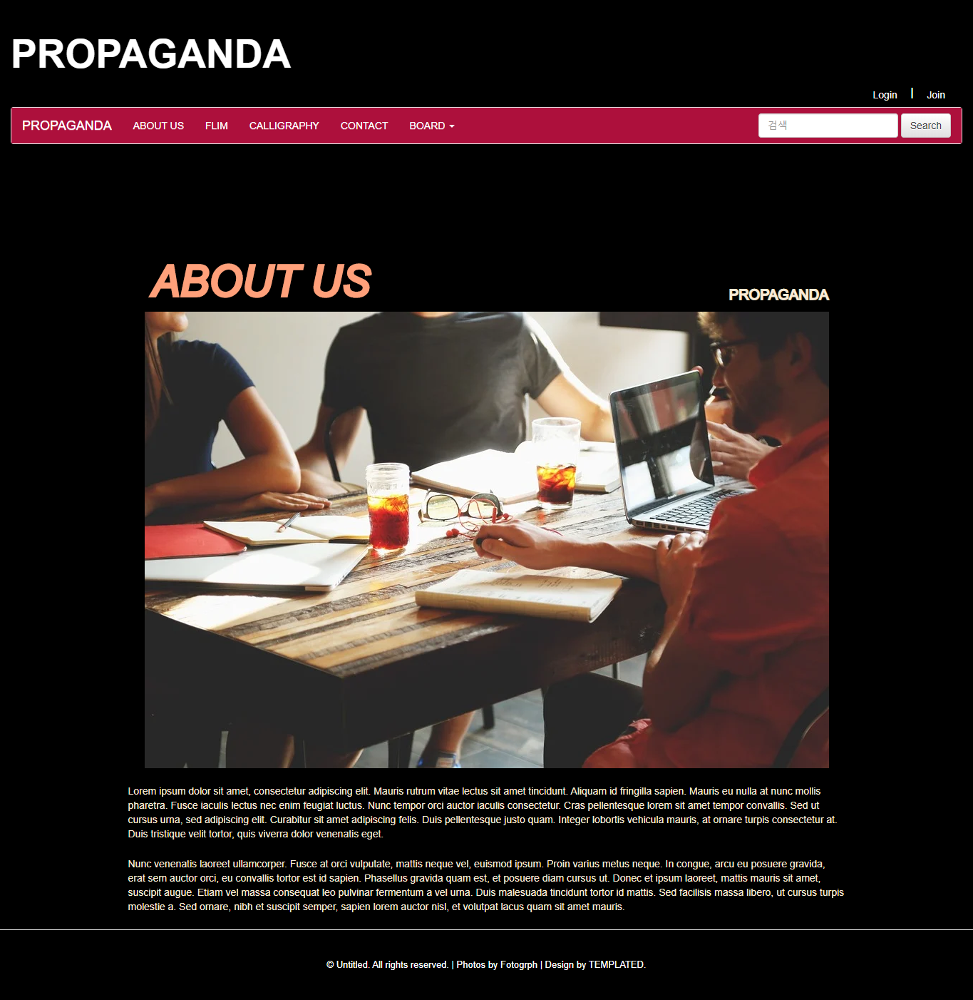 PROPAGANDA
Login | Join
PROPAGANDA ABOUT US FLIM CALLIGRAPHY CONTACT BOARD 검색 Search
ABOUT US
PROPAGANDA
Lorem ipsum dolor sit amet, consectetur adipiscing elit. Mauris rutrum vitae lectus sit amet tincidunt. Aliquam id fringilla sapien. Mauris eu nulla at nunc mollis
pharetra. Fusce iaculis lectus nec enim feugiat luctus. Nunc tempor orci auctor iaculis consectetur. Cras pellentesque lorem sit amet tempor convallis. Sed ut
cursus urna, sed adipiscing elit. Curabitur sit amet adipiscing felis. Duis pellentesque justo quam. Integer lobortis vehicula mauris, at ornare turpis consectetur at.
Duis tristique velit tortor, quis viverra dolor venenatis eget.
Nunc venenatis laoreet ullamcorper. Fusce at orci vulputate, mattis neque vel, euismod ipsum. Proin varius metus neque. In congue, arcu eu posuere gravida,
erat sem auctor orci, eu convallis tortor est id sapien. Phasellus gravida quam est, et posuere diam cursus ut. Donec et ipsum laoreet, mattis mauris sit amet,
suscipit augue. Etiam vel massa consequat leo pulvinar fermentum a vel urna. Duis malesuada tincidunt tortor id mattis. Sed facilisis massa libero, ut cursus turpis
molestie a. Sed ornare, nibh et suscipit semper, sapien lorem auctor nisl, et volutpat lacus quam sit amet mauris.
© Untitled. All rights reserved. | Photos by Fotogrph | Design by TEMPLATED.